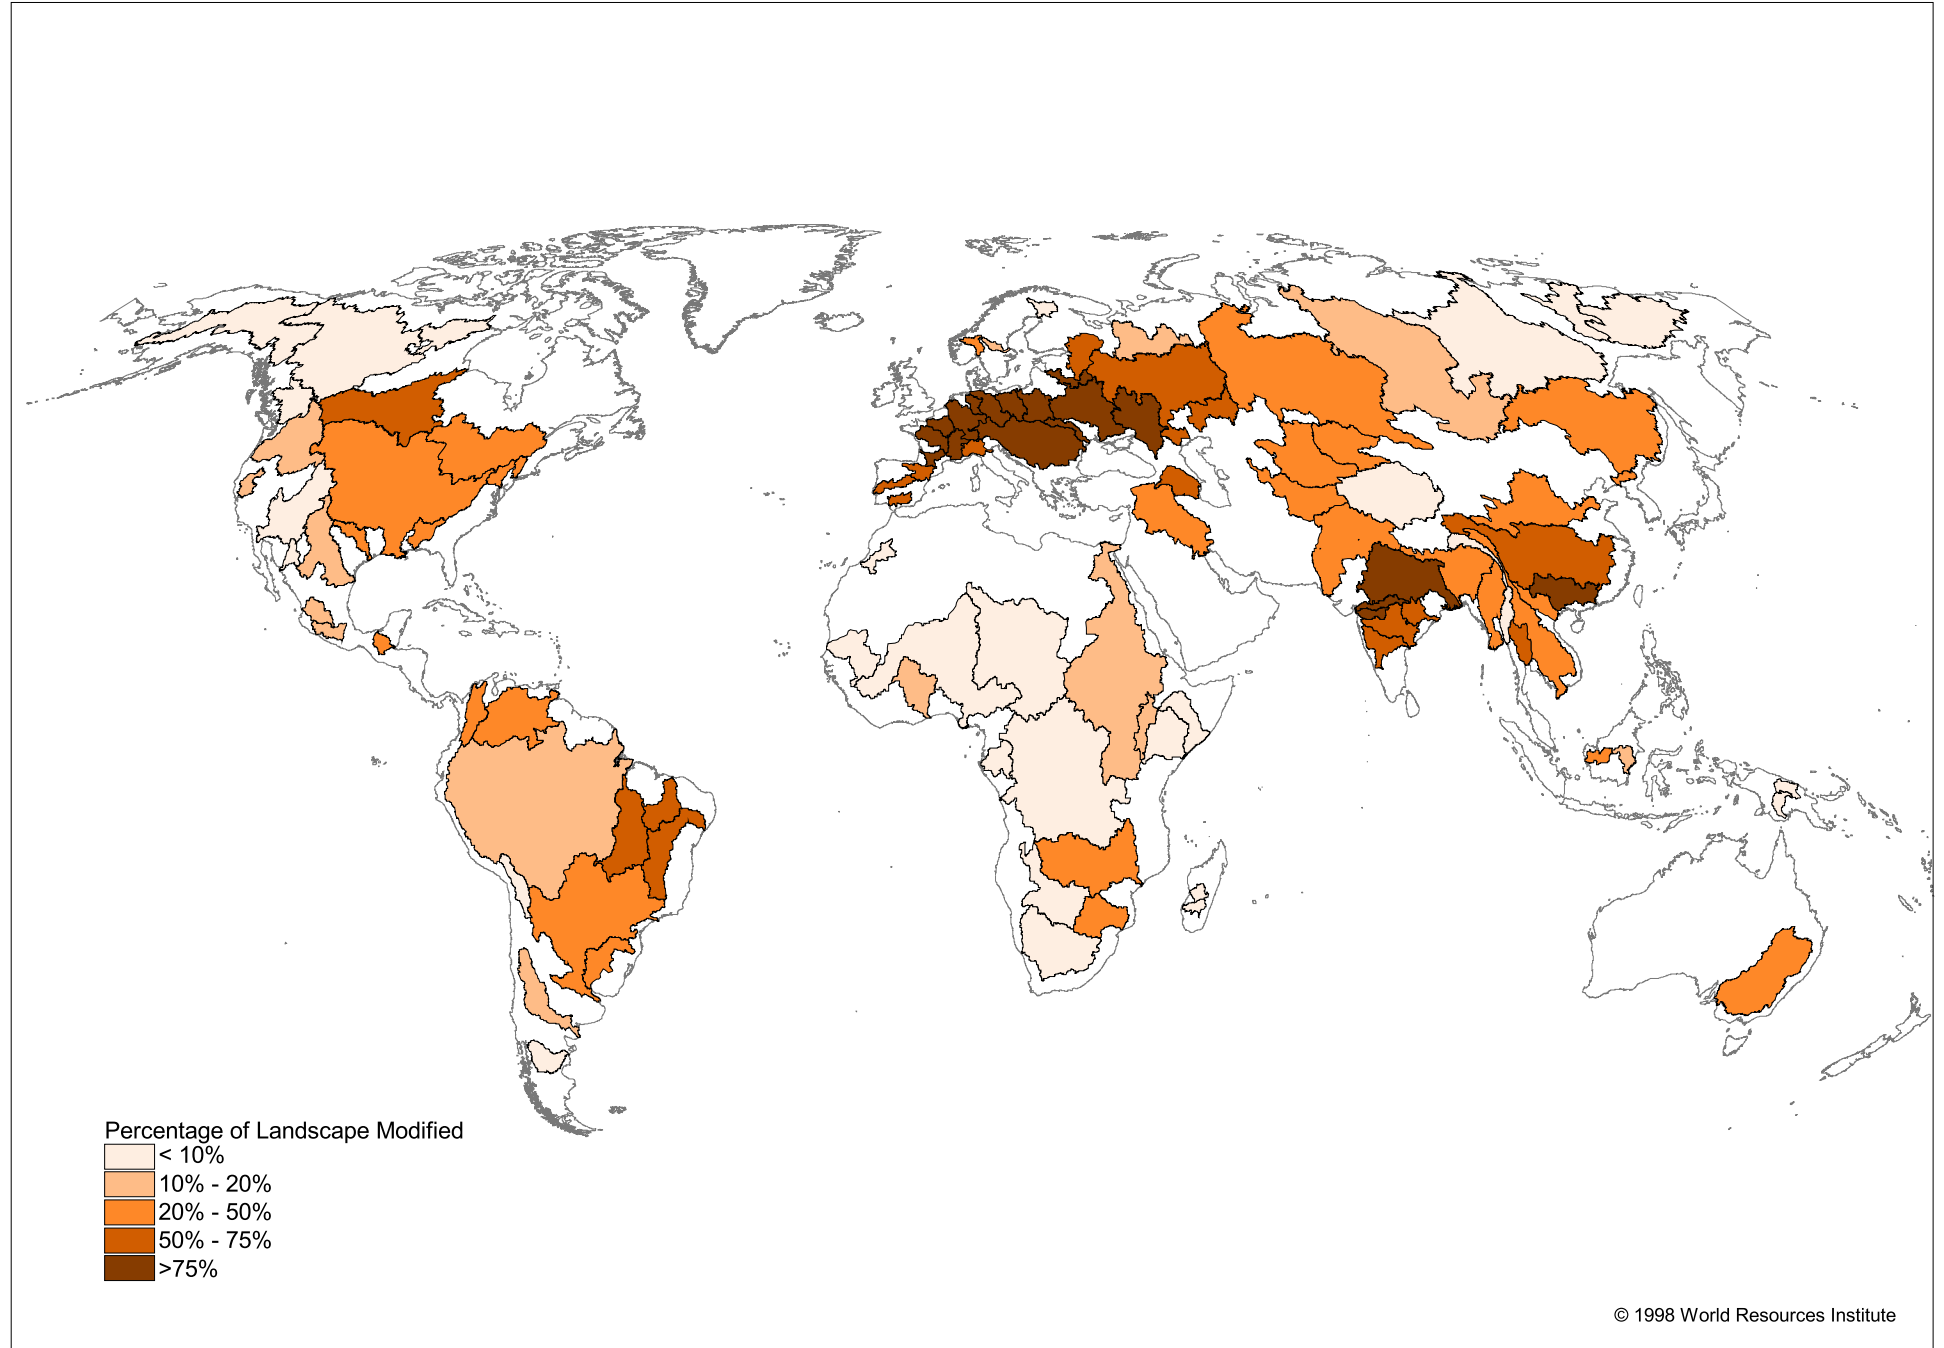 Percentage of Landscape Modified
< 10%
10% - 20%
20% - 50%
50% - 75%
>75%
© 1998 World Resources Institute